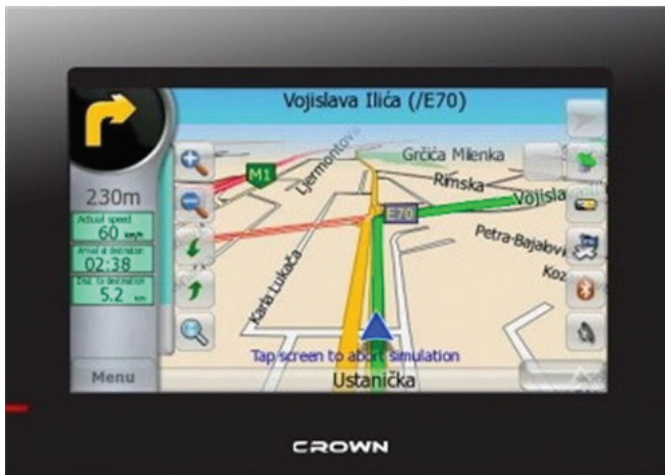 Vojislava Ilića (/E70)
230m
Actual speed
60 km/h
Arrival at destination
02:38
Dist. to destination
5.2 km
Menu
M1
Ljermontova
Grčića Milenka
Rimska
Vojisla
E70
Petra Bajalovi
Koz
Karla Lukača
Tap screen to abort simulation
Ustanička
CROWN